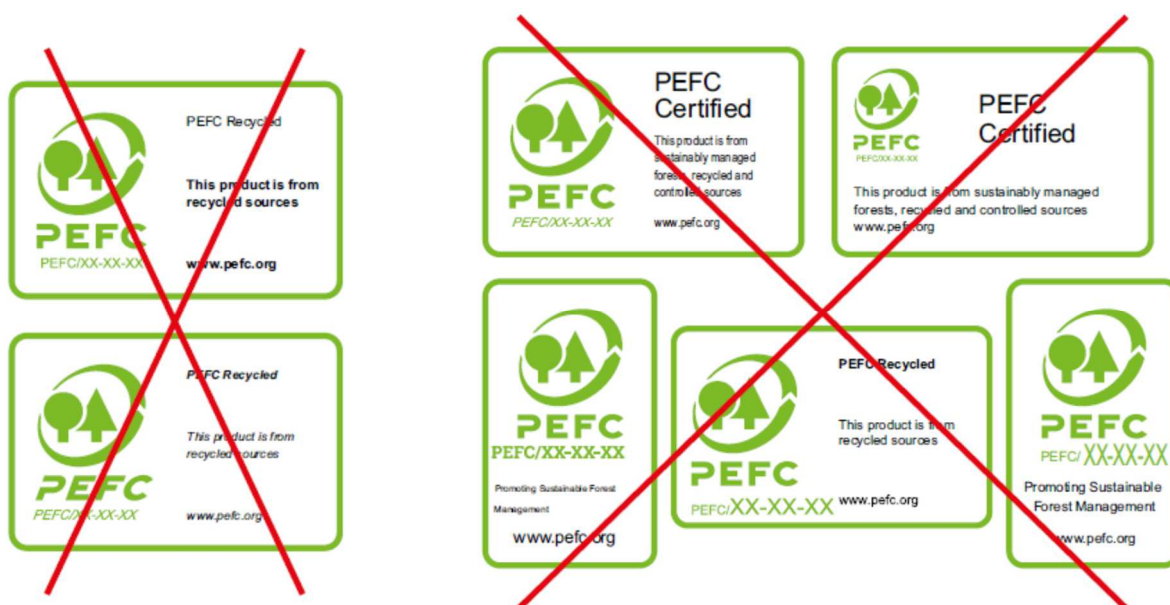 PEFC Recycled
This product is from
recycled sources
www.pefc.org
PEFC
PEFC/XX-XX-XX
PEFC Recycled
This product is from
recycled sources
www.pefc.org
PEFC
PEFC/XX-XX-XX
PEFC
Certified
This product is from
sustainably managed
forests, recycled and
controlled sources
www.pefc.org
PEFC
PEFC/XX-XX-XX
PEFC
PEFC/XX-XX-XX
PEFC
Certified
This product is from sustainably managed
forests, recycled and controlled sources
www.pefc.org
PEFC
PEFC/XX-XX-XX
Promoting Sustainable Forest
Management
www.pefc.org
PEFC Recycled
This product is from
recycled sources
www.pefc.org
PEFC
PEFC/XX-XX-XX
PEFC
PEFC/XX-XX-XX
Promoting Sustainable
Forest Management
www.pefc.org